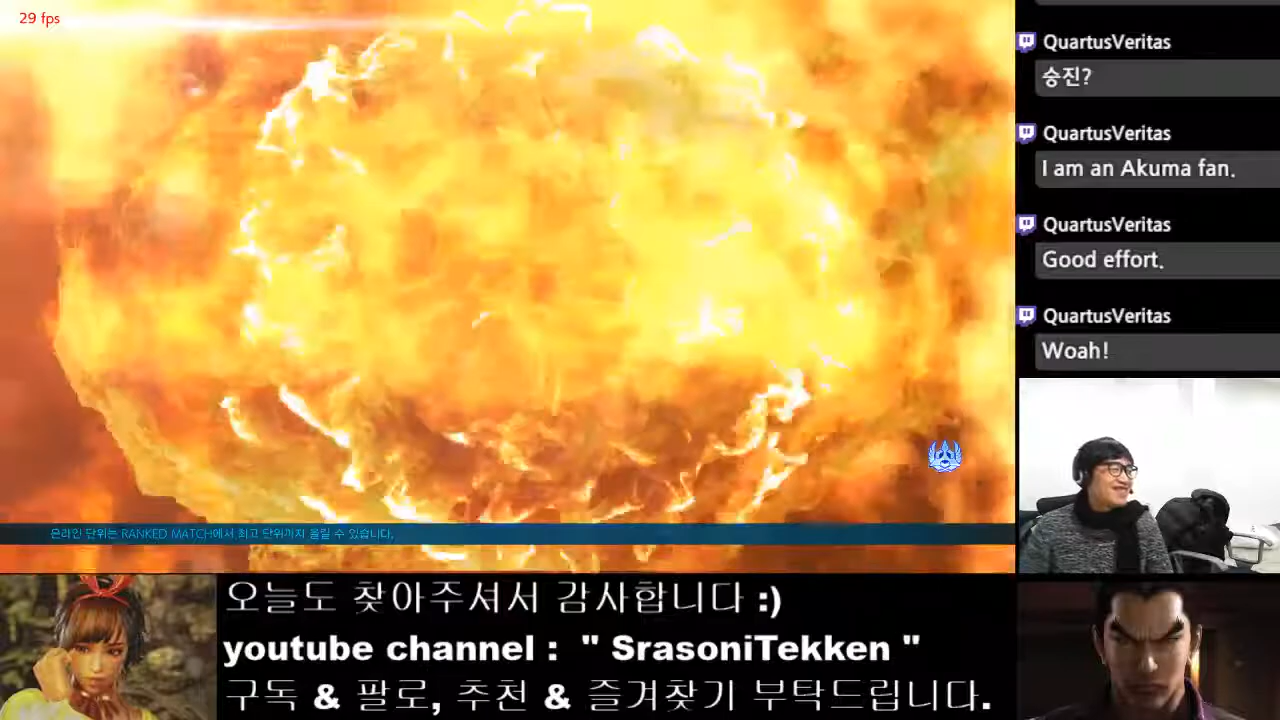 29 fps
QuartusVeritas
승진?
QuartusVeritas
I am an Akuma fan.
QuartusVeritas
Good effort.
QuartusVeritas
Woah!
온라인 단위는 RANKED MATCH에서 최고 단위까지 올릴 수 있습니다.
오늘도 찾아주셔서 감사합니다 :)
youtube channel : " SrasoniTekken "
구독 & 팔로, 추천 & 즐겨찾기 부탁드립니다.